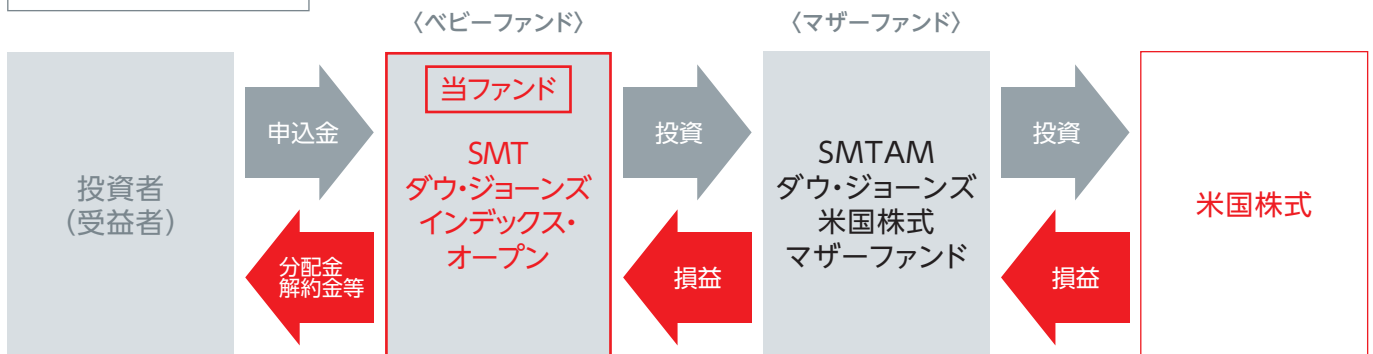 〈ベビーファンド〉
〈マザーファンド〉
投資者
(受益者)
申込金
分配金
解約金等
当ファンド
SMT
ダウ・ジョーンズ
インデックス・
オープン
投資
損益
SMTAM
ダウ・ジョーンズ
米国株式
マザーファンド
投資
損益
米国株式